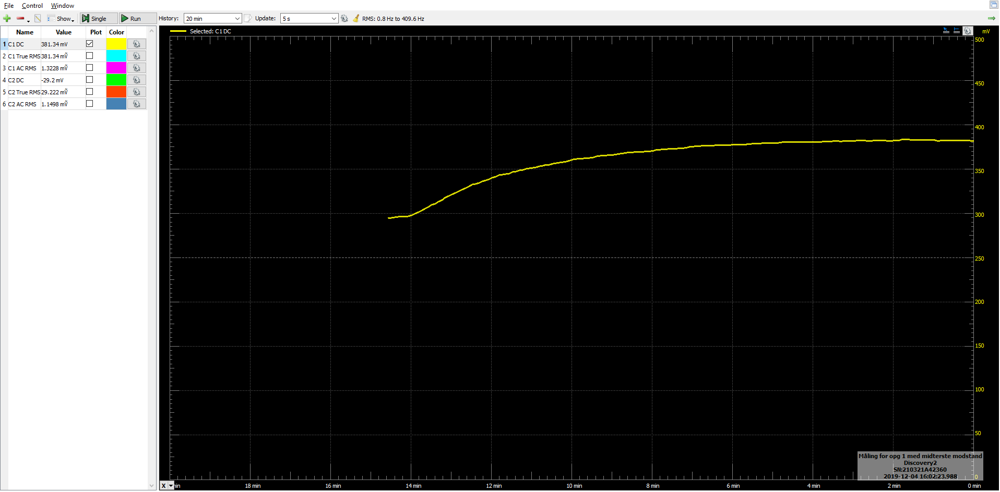 File Control Window
Show Single Run History: 20 min Update: 5 s RMS: 0.8 Hz to 409.6 Hz
Name Value Plot Color
1 C1 DC 381.34 mV
2 C1 True RMS 381.34 mṼ
3 C1 AC RMS 1.3228 mṼ
4 C2 DC -29.2 mV
5 C2 True RMS 29.222 mṼ
6 C2 AC RMS 1.1498 mṼ
Selected: C1 DC
mV
500
450
400
350
300
250
200
150
100
50
0
Måling for opg 1 med midterste modstand
Discovery2
SN:210321A42360
2019-12-04 16:02:23.988
X 18 min 16 min 14 min 12 min 10 min 8 min 6 min 4 min 2 min 0 min